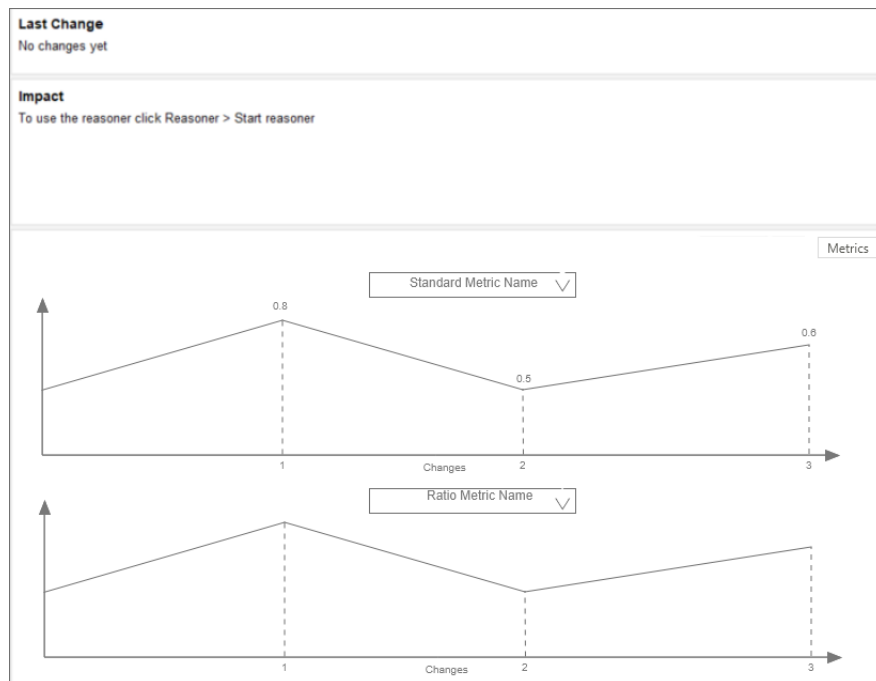 Last Change
No changes yet
Impact
To use the reasoner click Reasoner > Start reasoner
Metrics
Standard Metric Name
0.8
0.5
0.6
1
Changes
2
3
Ratio Metric Name
1
Changes
2
3